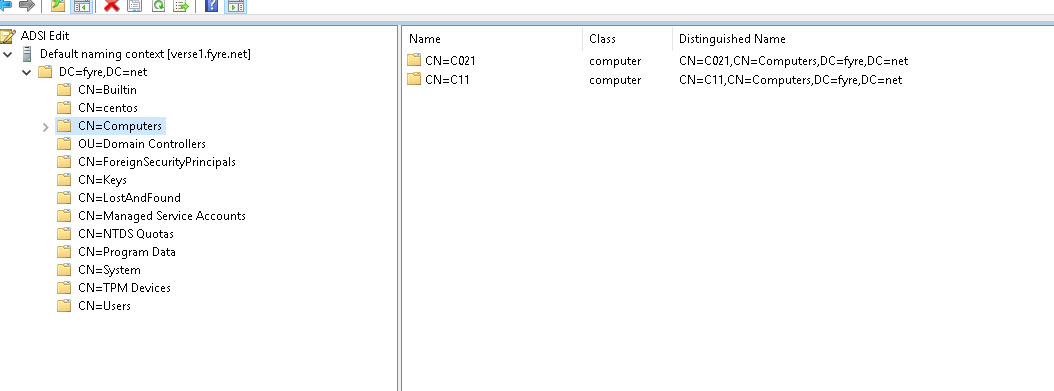 ADSI Edit
Default naming context [verse1.fyre.net]
DC=fyre,DC=net
CN=Builtin
CN=centos
CN=Computers
OU=Domain Controllers
CN=ForeignSecurityPrincipals
CN=Keys
CN=LostAndFound
CN=Managed Service Accounts
CN=NTDS Quotas
CN=Program Data
CN=System
CN=TPM Devices
CN=Users
Name Class Distinguished Name
CN=C021 computer CN=C021,CN=Computers,DC=fyre,DC=net
CN=C11 computer CN=C11,CN=Computers,DC=fyre,DC=net